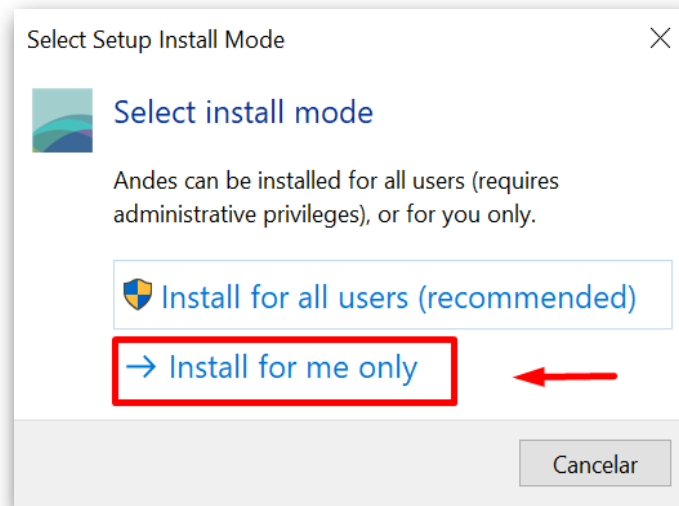 Select Setup Install Mode
Select install mode
Andes can be installed for all users (requires
administrative privileges), or for you only.
Install for all users (recommended)
Install for me only
Cancelar